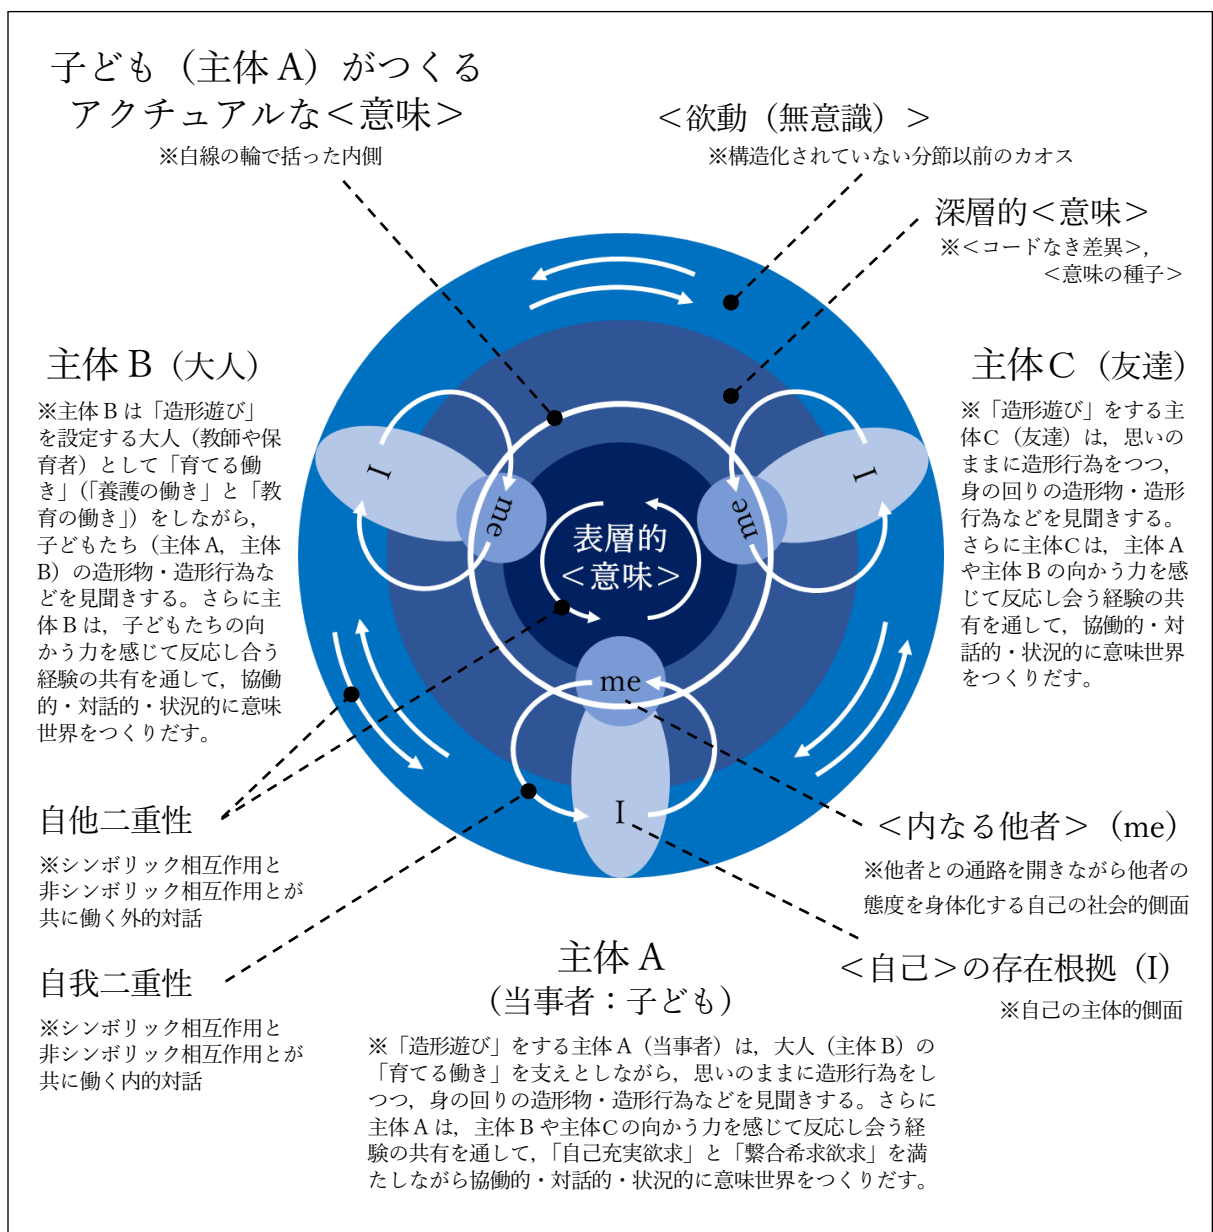 子ども（主体 A）がつくる
アクチュアルな＜意味＞
※白線の輪で括った内側
＜欲動（無意識）＞
※構造化されていない分節以前のカオス
深層的＜意味＞
※＜コードなき差異＞，
＜意味の種子＞
主体 B（大人）
※主体 B は「造形遊び」
を設定する大人（教師や保
育者）として「育てる働
き」（「養護の働き」と「教
育の働き」）をしながら，
子どもたち（主体 A，主体
B）の造形物・造形行為な
どを見聞きする。さらに主
体 B は，子どもたちの向
かう力を感じて反応し合う
経験の共有を通して，協働
的・対話的・状況的に意味
世界をつくりだす。
主体 C（友達）
※「造形遊び」をする主
体 C（友達）は，思いの
ままに造形行為をつつ，
身の回りの造形物・造形
行為などを見聞きする。
さらに主体 C は，主体 A
や主体 B の向かう力を感
じて反応し会う経験の共
有を通して，協働的・対
話的・状況的に意味世界
をつくりだす。
I
me
I
me
表層的
＜意味＞
me
I
自他二重性
※シンボリック相互作用と
非シンボリック相互作用とが
共に働く外的対話
自我二重性
※シンボリック相互作用と
非シンボリック相互作用とが
共に働く内的対話
＜内なる他者＞（me）
※他者との通路を開きながら他者の
態度を身体化する自己の社会的側面
＜自己＞の存在根拠（I）
※自己の主体的側面
主体 A
（当事者：子ども）
※「造形遊び」をする主体 A（当事者）は，大人（主体 B）の
「育てる働き」を支えとしながら，思いのままに造形行為をし
つつ，身の回りの造形物・造形行為などを見聞きする。さらに
主体 A は，主体 B や主体 C の向かう力を感じて反応し会う経
験の共有を通して，「自己充実欲求」と「繋合希求欲求」を満
たしながら協働的・対話的・状況的に意味世界をつくりだす。